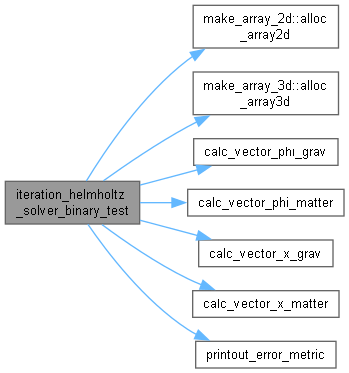 make_array_2d::alloc
_array2d
make_array_3d::alloc
_array3d
calc_vector_phi_grav
iteration_helmholtz
_solver_binary_test
calc_vector_phi_matter
calc_vector_x_grav
calc_vector_x_matter
printout_error_metric